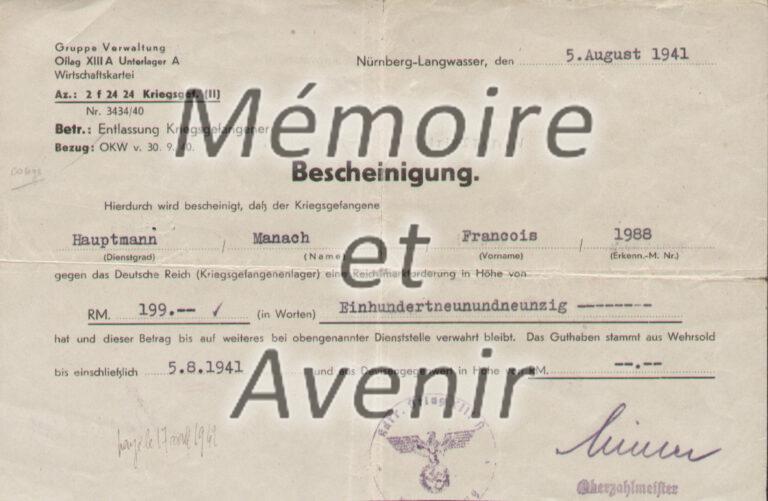 Gruppe Verwaltung
Oflag XIII A Unterlager A
Wirtschaftskartei
Nürnberg-Langwasser, den 5.August 1941
Az.: 2 f 24 24 Kriegsgef. (II)
Nr. 3434/40
Betr.: Entlassung Kriegsgefangener
Bezug: OKW v. 30. 9. 40.
Mémoire
Bescheinigung.
Hierdurch wird bescheinigt, daß der Kriegsgefangene
Hauptmann / Manach Francois / 1988
(Dienstgrad) (Name) (Vorname) (Erkenn.-M. Nr.)
et
gegen das Deutsche Reich (Kriegsgefangenenlager) eine Reichsmarkforderung in Höhe von
RM. 199.-- (in Worten) Einhundertneunundneunzig --------
hat und dieser Betrag bis auf weiteres bei obengenannter Dienststelle verwahrt bleibt. Das Guthaben stammt aus Wehrsold
bis einschließlich 5.8.1941 und aus Devisengegenwert in Höhe von RM. --.--
Avenir
Oberzahlmeister